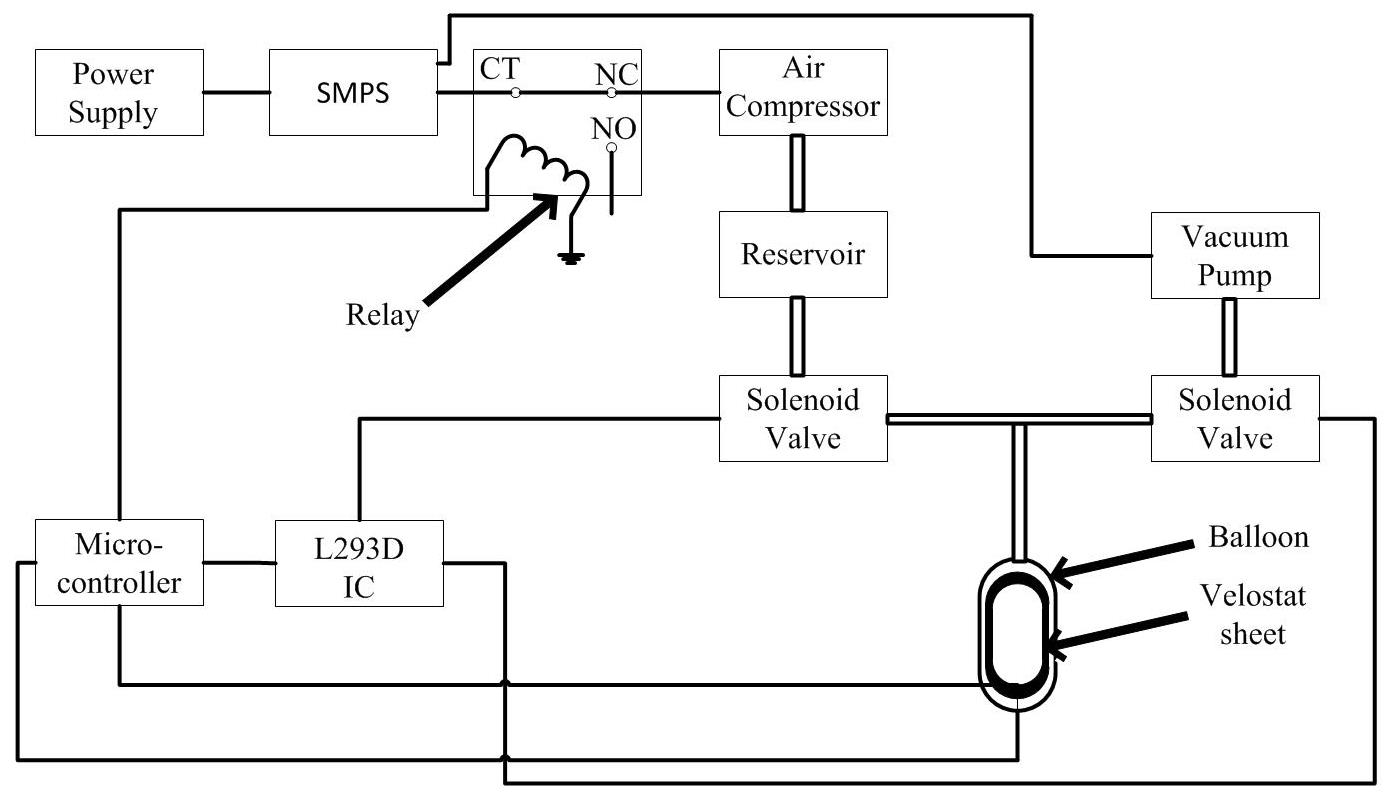 Power
Supply
SMPS
CT
NC
NO
Air
Compressor
Relay
Reservoir
Vacuum
Pump
Solenoid
Valve
Solenoid
Valve
Micro-
controller
L293D
IC
Balloon
Velostat
sheet